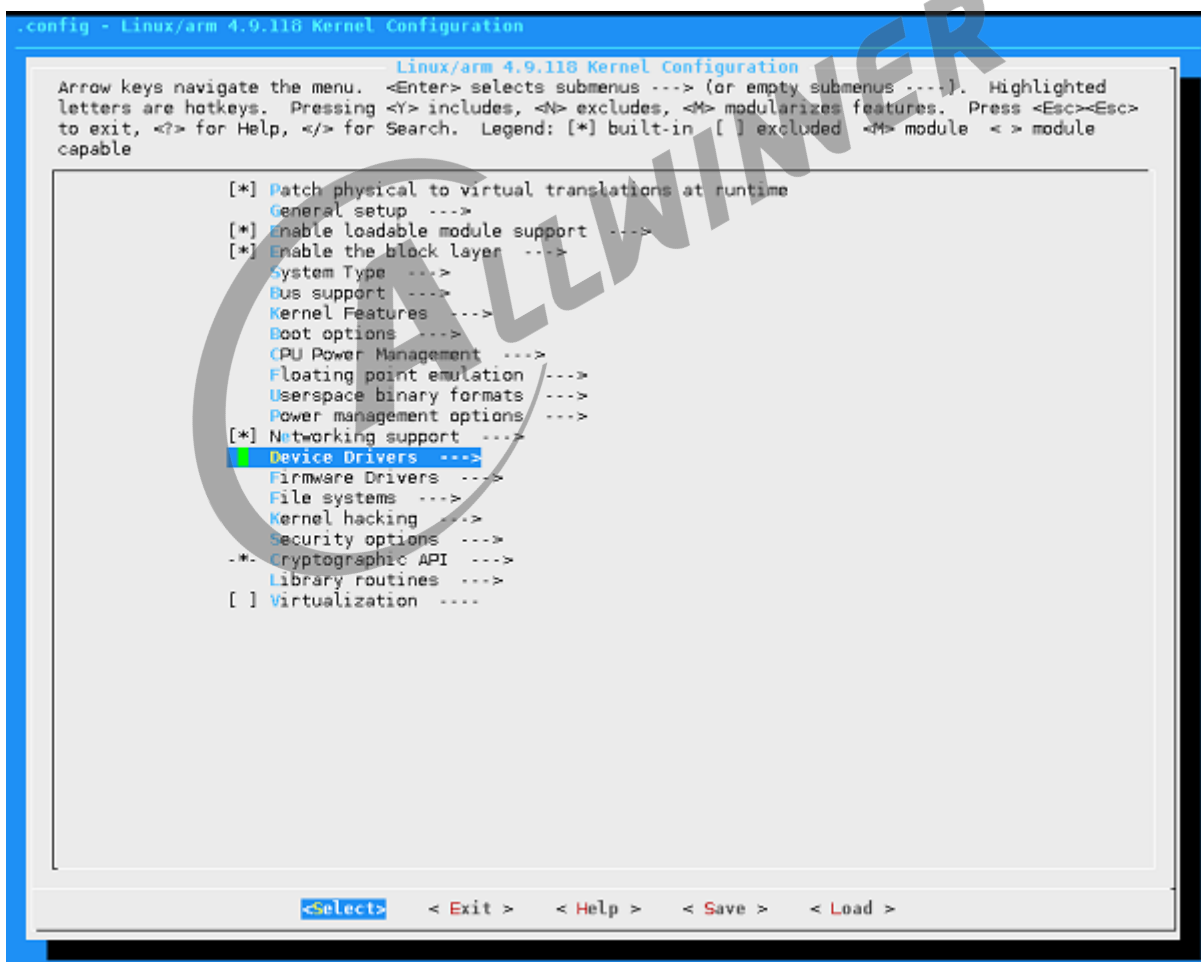 .config - Linux/arm 4.9.118 Kernel Configuration
Linux/arm 4.9.118 Kernel Configuration
Arrow keys navigate the menu.  <Enter> selects submenus ---> (or empty submenus ----).  Highlighted
letters are hotkeys.  Pressing <Y> includes, <N> excludes, <M> modularizes features.  Press <Esc><Esc>
to exit, <?> for Help, </> for Search.  Legend: [*] built-in  [ ] excluded  <M> module  < > module
capable
[*] Patch physical to virtual translations at runtime
General setup  --->
[*] Enable loadable module support  --->
[*] Enable the block layer  --->
System Type  --->
Bus support  --->
Kernel Features  --->
Boot options  --->
CPU Power Management  --->
Floating point emulation  --->
Userspace binary formats  --->
Power management options  --->
[*] Networking support  --->
Device Drivers  --->
Firmware Drivers  --->
File systems  --->
Kernel hacking  --->
Security options  --->
-*- Cryptographic API  --->
Library routines  --->
[ ] Virtualization  ----
<Select>    < Exit >    < Help >    < Save >    < Load >
ALLWINNER